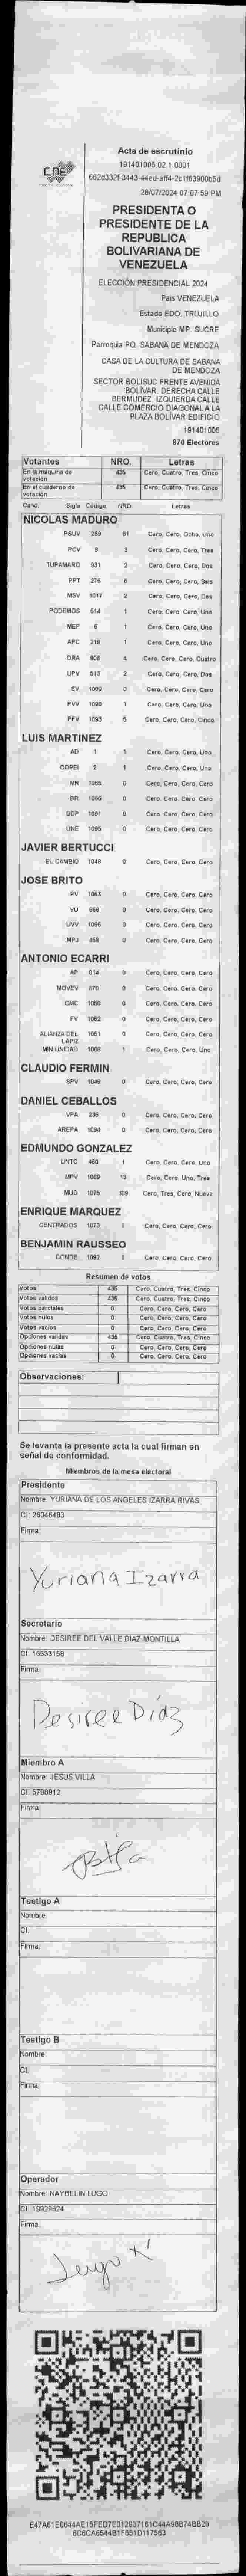 CNE
Acta de escrutinio
191401006.02.1.0001
26/07/2024 07:07:59 PM
PRESIDENTA O
PRESIDENTE DE LA
REPUBLICA
BOLIVARIANA DE
VENEZUELA
ELECCIÓN PRESIDENCIAL 2024
Pais VENEZUELA
Estado EDO. TRUJILLO
Municipio MP. SUCRE
Parroquia PQ. SABANA DE MENDOZA
CASA DE LA CULTURA DE SABANA
DE MENDOZA
SECTOR BOLISUC FRENTE AVENIDA
BOLÍVAR. DERECHA CALLE
BERMUDEZ. IZQUIERDA CALLE
CALLE COMERCIO DIAGONAL A LA
PLAZA BOLÍVAR EDIFICIO
191401006
870 Electores
Votantes NRO. Letras
En la máquina de votación 435 Cero, Cuatro, Tres, Cinco
En el cuaderno de votación 435 Cero, Cuatro, Tres, Cinco
Cand Sigla Código NRO Letras
NICOLAS MADURO
PSUV 81 Cero, Cero, Ocho, Uno
PCV 9 3 Cero, Cero, Cero, Tres
TUPAMARO 931 2 Cero, Cero, Cero, Dos
PPT 276 6 Cero, Cero, Cero, Seis
MSV 1017 2 Cero, Cero, Cero, Dos
PODEMOS 514 1 Cero, Cero, Cero, Uno
MEP 6 1 Cero, Cero, Cero, Uno
APC 219 1 Cero, Cero, Cero, Uno
ORA 906 4 Cero, Cero, Cero, Cuatro
UPV 513 2 Cero, Cero, Cero, Dos
EV 1089 0 Cero, Cero, Cero, Cero
PVV 1090 1 Cero, Cero, Cero, Uno
PFV 1093 5 Cero, Cero, Cero, Cinco
LUIS MARTINEZ
AD 1 1 Cero, Cero, Cero, Uno
COPEI 2 1 Cero, Cero, Cero, Uno
MR 1065 0 Cero, Cero, Cero, Cero
BR 1066 0 Cero, Cero, Cero, Cero
DDP 1091 0 Cero, Cero, Cero, Cero
UNE 1095 0 Cero, Cero, Cero, Cero
JAVIER BERTUCCI
EL CAMBIO 1048 0 Cero, Cero, Cero, Cero
JOSE BRITO
PV 1053 0 Cero, Cero, Cero, Cero
VU 868 0 Cero, Cero, Cero, Cero
UVV 1096 0 Cero, Cero, Cero, Cero
MPJ 458 0 Cero, Cero, Cero, Cero
ANTONIO ECARRI
AP 814 0 Cero, Cero, Cero, Cero
MOVEV 978 0 Cero, Cero, Cero, Cero
CMC 1050 0 Cero, Cero, Cero, Cero
FV 1052 0 Cero, Cero, Cero, Cero
ALIANZA DEL LAPIZ 1051 0 Cero, Cero, Cero, Cero
MIN UNIDAD 1069 1 Cero, Cero, Cero, Uno
CLAUDIO FERMIN
SPV 1049 0 Cero, Cero, Cero, Cero
DANIEL CEBALLOS
VPA 236 0 Cero, Cero, Cero, Cero
AREPA 1094 0 Cero, Cero, Cero, Cero
EDMUNDO GONZALEZ
UNTC 460 1 Cero, Cero, Cero, Uno
MPV 1069 13 Cero, Cero, Uno, Tres
MUD 1075 309 Cero, Tres, Cero, Nueve
ENRIQUE MARQUEZ
CENTRADOS 1073 0 Cero, Cero, Cero, Cero
BENJAMIN RAUSSEO
CONDE 1092 0 Cero, Cero, Cero, Cero
Resumen de votos
Votos 435 Cero, Cuatro, Tres, Cinco
Votos validos 435 Cero, Cuatro, Tres, Cinco
Votos parciales 0 Cero, Cero, Cero, Cero
Votos nulos 0 Cero, Cero, Cero, Cero
Votos vacios 0 Cero, Cero, Cero, Cero
Opciones validas 435 Cero, Cuatro, Tres, Cinco
Opciones nulas 0 Cero, Cero, Cero, Cero
Opciones vacias 0 Cero, Cero, Cero, Cero
Observaciones:
Se levanta la presente acta la cual firman en
señal de conformidad.
Miembros de la mesa electoral
Presidente
Nombre: YURIANA DE LOS ANGELES IZARRA RIVAS
CI: 26046483
Firma:
Yuriana Izarra
Secretario
Nombre: DESIREE DEL VALLE DIAZ MONTILLA
CI: 16533158
Firma:
Desiree Díaz
Miembro A
Nombre: JESUS VILLA
CI: 5788912
Firma:
Testigo A
Nombre:
CI:
Firma:
Testigo B
Nombre:
CI:
Firma:
Operador
Nombre: NAYBELIN LUGO
CI: 19929824
Firma: